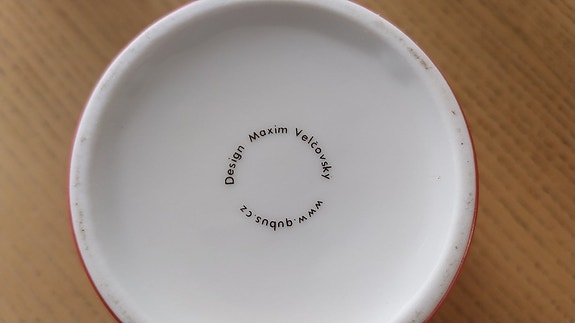 Design Maxim Velčovský
www.qubus.cz